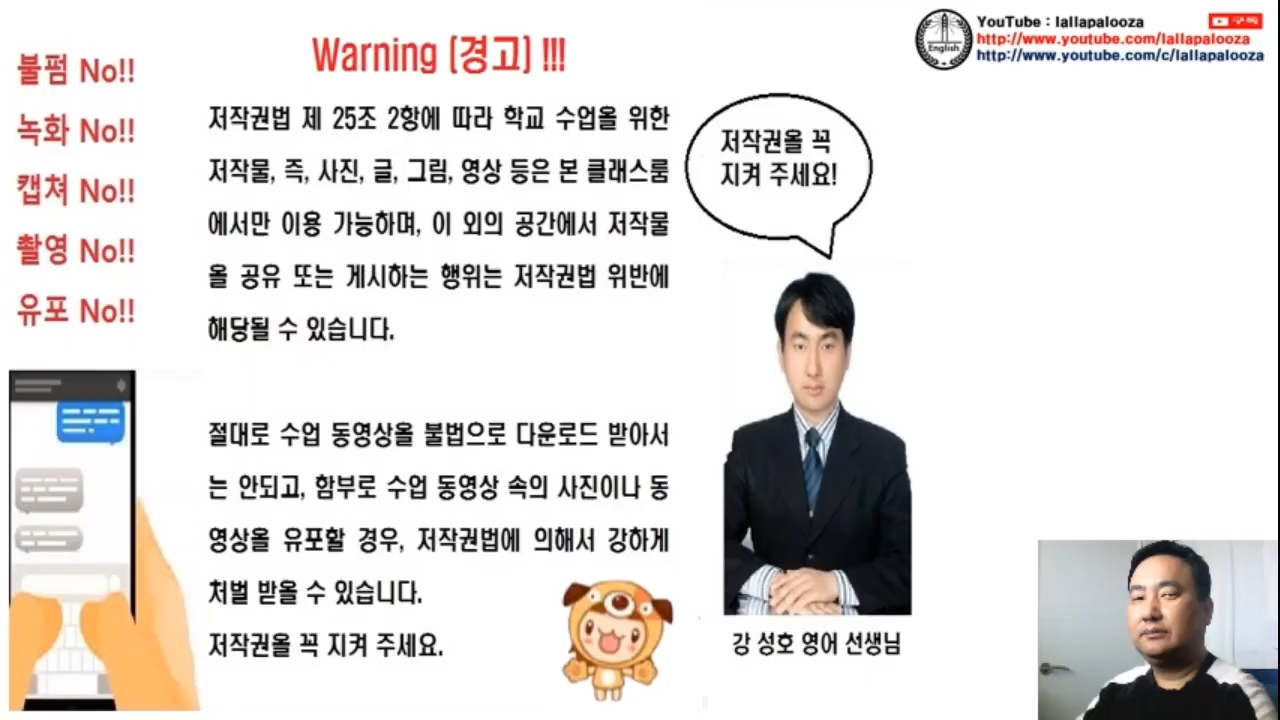 불펌 No!!
녹화 No!!
캡쳐 No!!
촬영 No!!
유포 No!!
Warning [경고] !!!
저작권법 제 25조 2항에 따라 학교 수업을 위한
저작물, 즉, 사진, 글, 그림, 영상 등은 본 클래스룸
에서만 이용 가능하며, 이 외의 공간에서 저작물
을 공유 또는 게시하는 행위는 저작권법 위반에
해당될 수 있습니다.
절대로 수업 동영상을 불법으로 다운로드 받아서
는 안되고, 함부로 수업 동영상 속의 사진이나 동
영상을 유포할 경우, 저작권법에 의해서 강하게
처벌 받을 수 있습니다.
저작권을 꼭 지켜 주세요.
저작권을 꼭
지켜 주세요!
강 성호 영어 선생님
English
YouTube : lallapalooza
구독
http://www.youtube.com/lallapalooza
http://www.youtube.com/c/lallapalooza